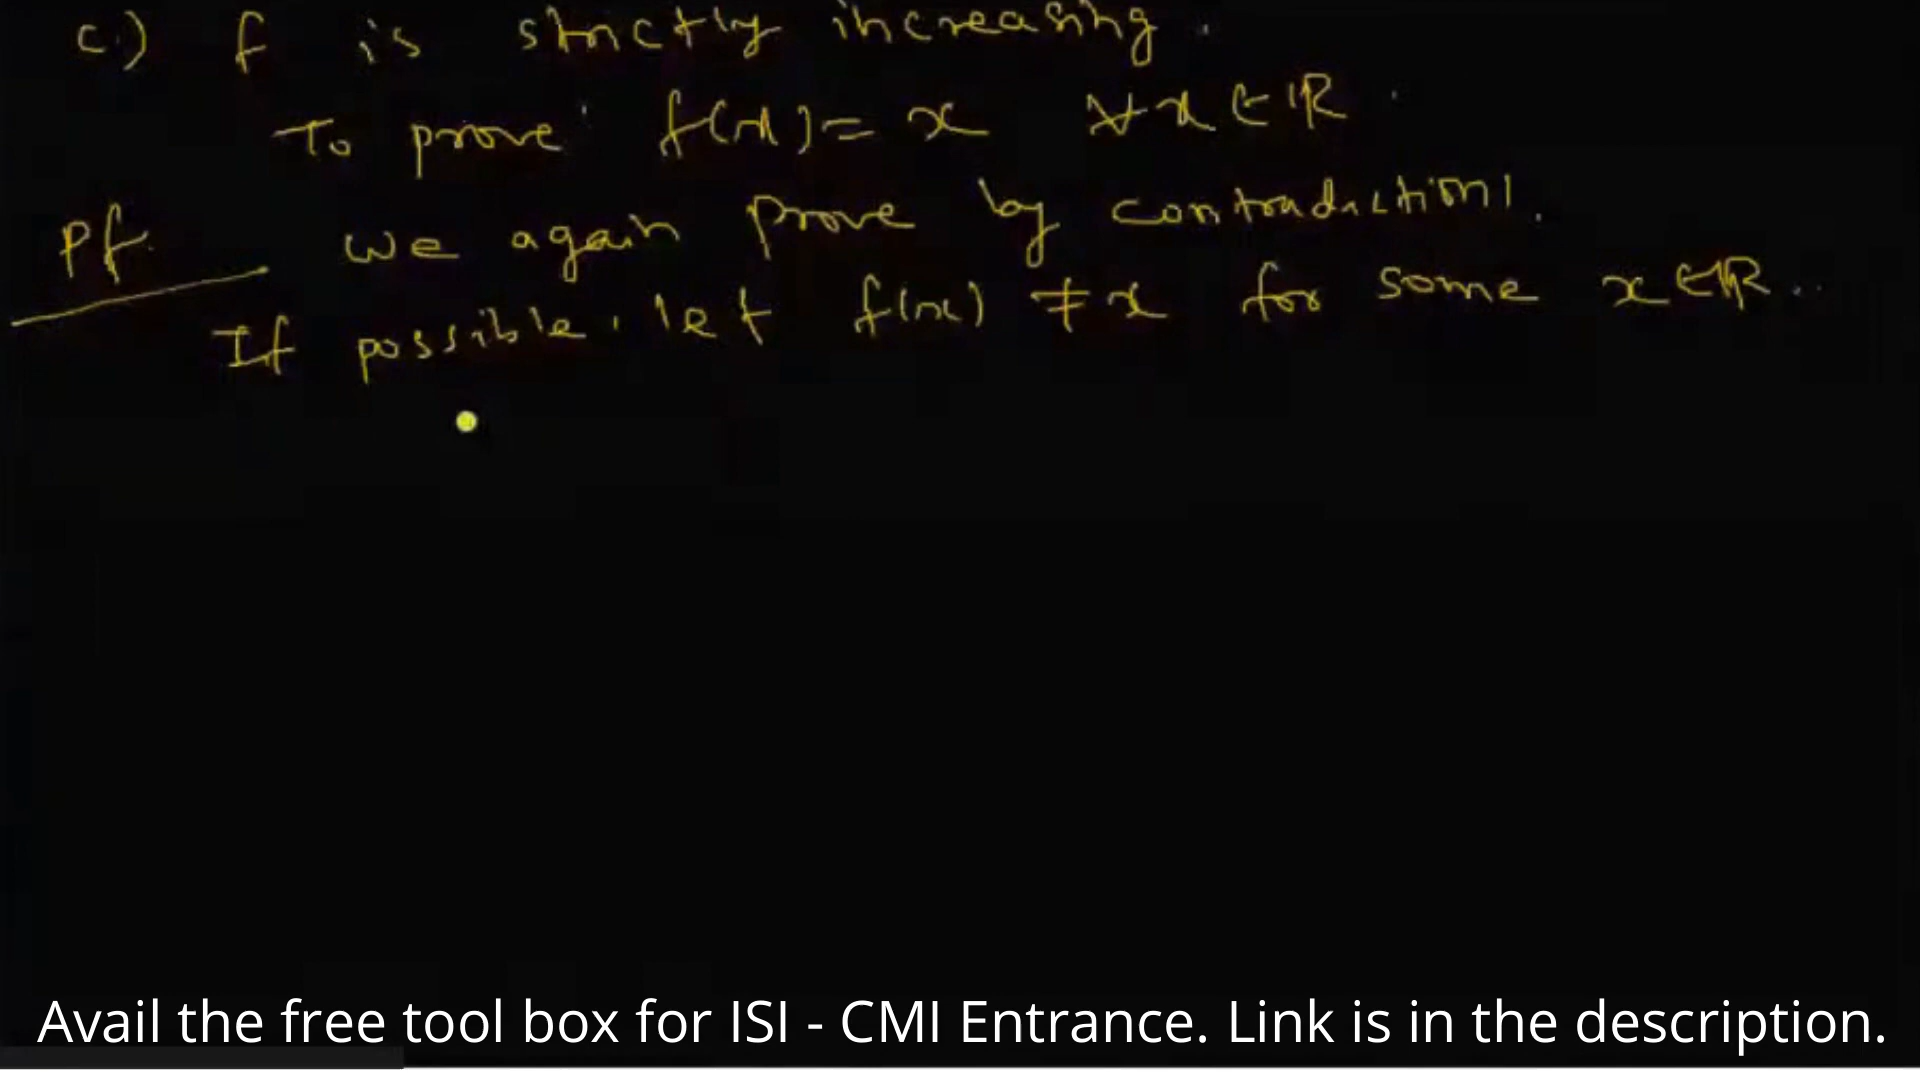 c.) f is strictly increasing.
To prove f(x) = x ∀ x ∈ ℝ.
Pf. we again prove by contradiction.
If possible, let f(x) ≠ x for some x ∈ ℝ..
Avail the free tool box for ISI - CMI Entrance. Link is in the description.